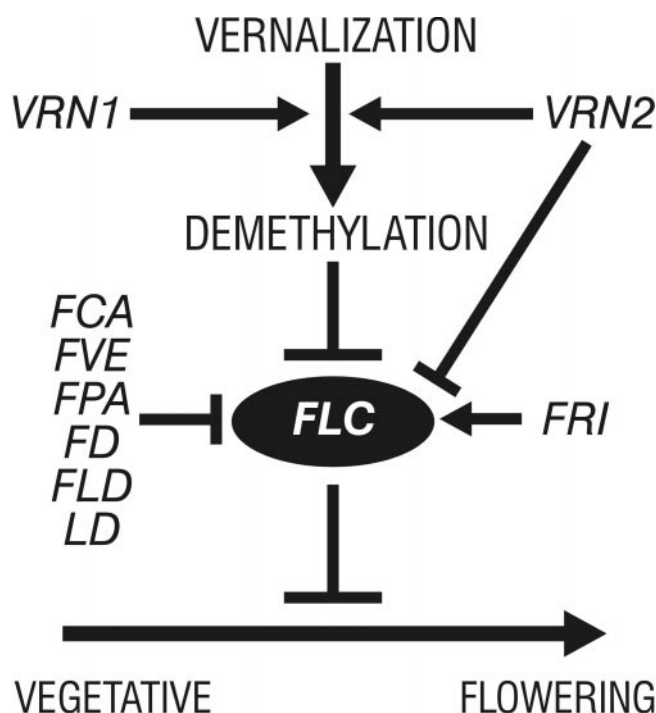 VERNALIZATION
VRN1
VRN2
DEMETHYLATION
FCA
FVE
FPA
FD
FLD
LD
FLC
FRI
VEGETATIVE
FLOWERING